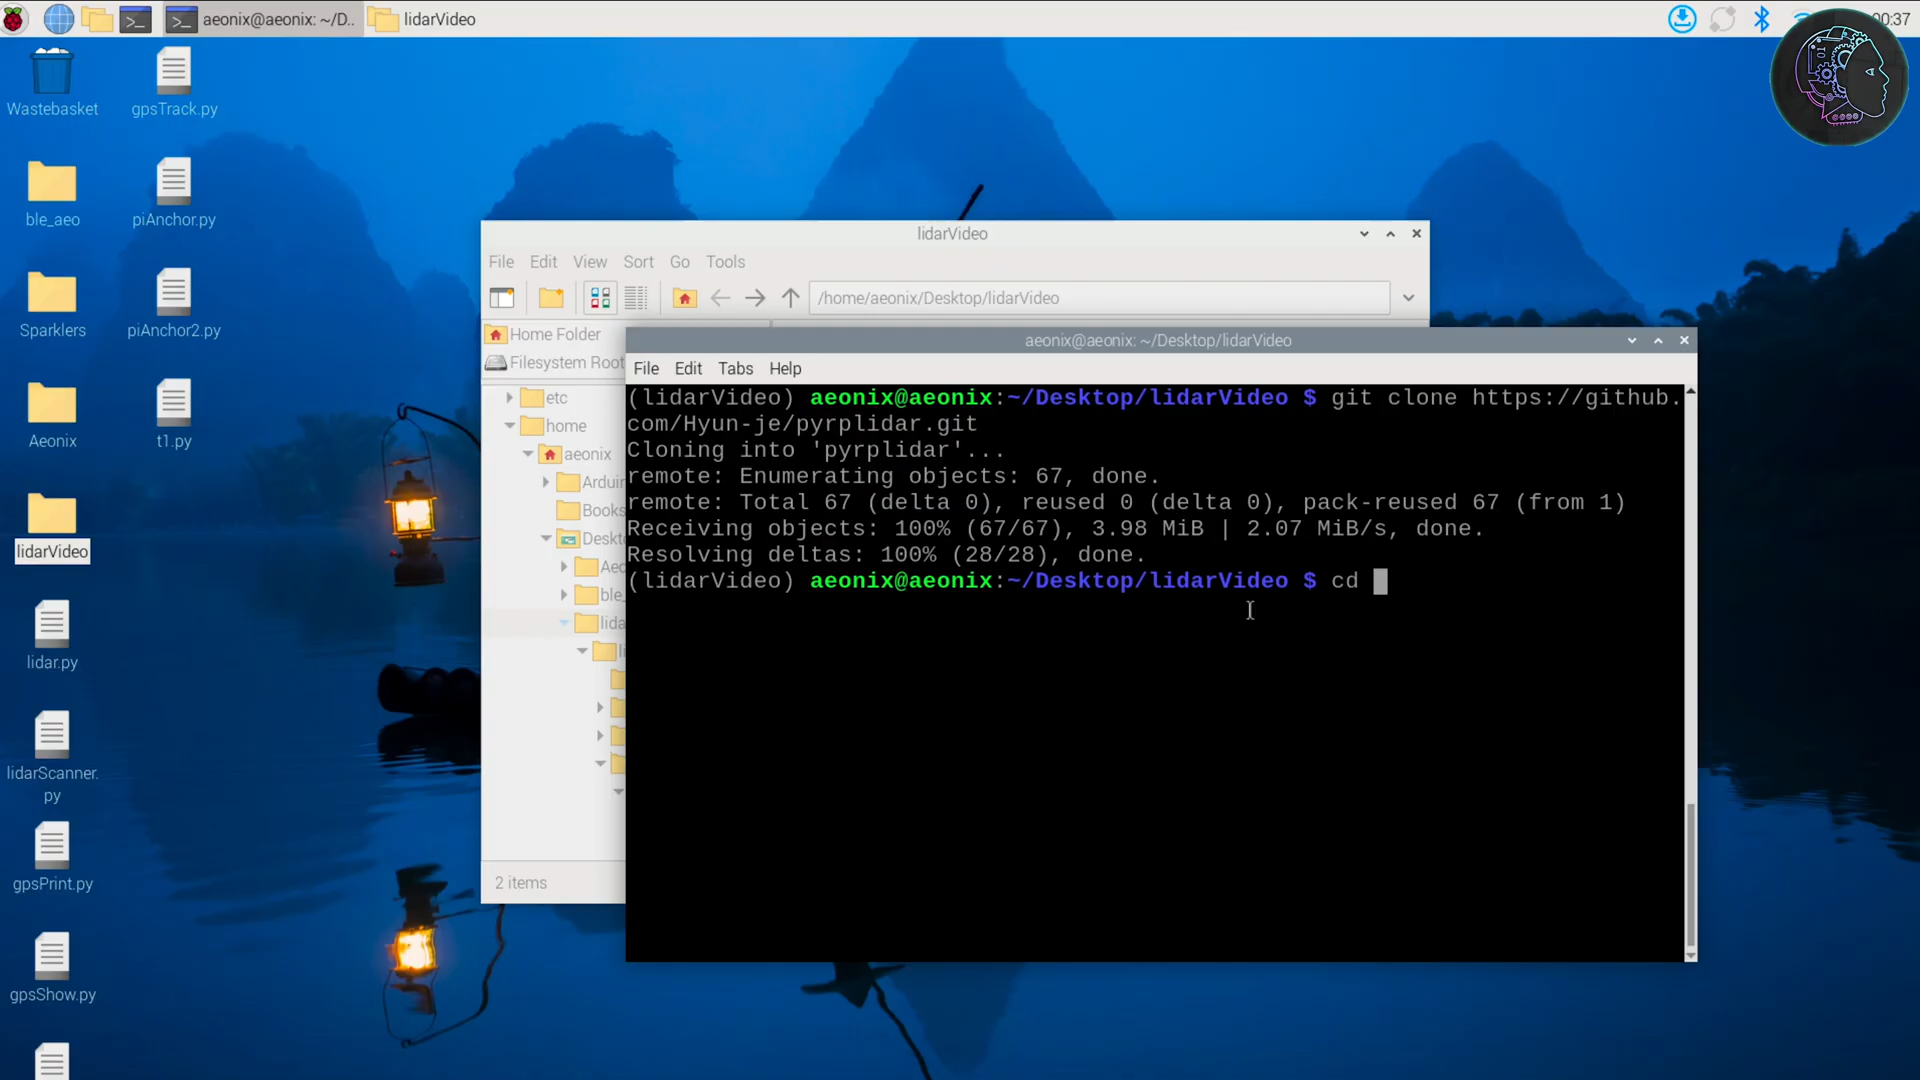 aeonix@aeonix: ~/D..
lidarVideo
00:37
Wastebasket
gpsTrack.py
ble_aeo
piAnchor.py
Sparklers
piAnchor2.py
Aeonix
t1.py
lidarVideo
lidar.py
lidarScanner.
py
gpsPrint.py
gpsShow.py
lidarVideo
File Edit View Sort Go Tools
/home/aeonix/Desktop/lidarVideo
Home Folder
Filesystem Root
etc
home
aeonix
Arduin
Books
Deskt
Aeo
ble_
lida
2 items
aeonix@aeonix: ~/Desktop/lidarVideo
File Edit Tabs Help
(lidarVideo) aeonix@aeonix:~/Desktop/lidarVideo $ git clone https://github.
com/Hyun-je/pyrplidar.git
Cloning into 'pyrplidar'...
remote: Enumerating objects: 67, done.
remote: Total 67 (delta 0), reused 0 (delta 0), pack-reused 67 (from 1)
Receiving objects: 100% (67/67), 3.98 MiB | 2.07 MiB/s, done.
Resolving deltas: 100% (28/28), done.
(lidarVideo) aeonix@aeonix:~/Desktop/lidarVideo $ cd